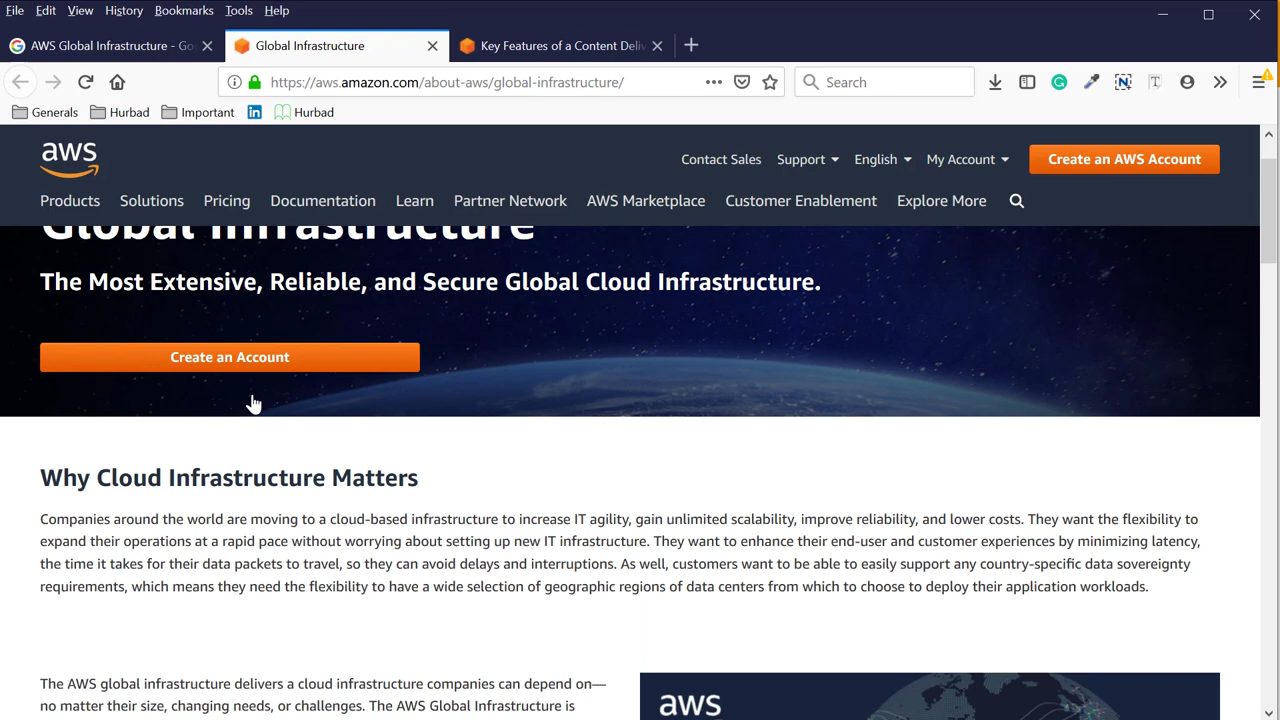 File Edit View History Bookmarks Tools Help
AWS Global Infrastructure - Go
Global Infrastructure
Key Features of a Content Deliv
https://aws.amazon.com/about-aws/global-infrastructure/
Search
Generals Hurbad Important Hurbad
aws
Contact Sales Support English My Account Create an AWS Account
Products Solutions Pricing Documentation Learn Partner Network AWS Marketplace Customer Enablement Explore More
Global Infrastructure
The Most Extensive, Reliable, and Secure Global Cloud Infrastructure.
Create an Account
Why Cloud Infrastructure Matters
Companies around the world are moving to a cloud-based infrastructure to increase IT agility, gain unlimited scalability, improve reliability, and lower costs. They want the flexibility to
expand their operations at a rapid pace without worrying about setting up new IT infrastructure. They want to enhance their end-user and customer experiences by minimizing latency,
the time it takes for their data packets to travel, so they can avoid delays and interruptions. As well, customers want to be able to easily support any country-specific data sovereignty
requirements, which means they need the flexibility to have a wide selection of geographic regions of data centers from which to choose to deploy their application workloads.
The AWS global infrastructure delivers a cloud infrastructure companies can depend on—
no matter their size, changing needs, or challenges. The AWS Global Infrastructure is
aws